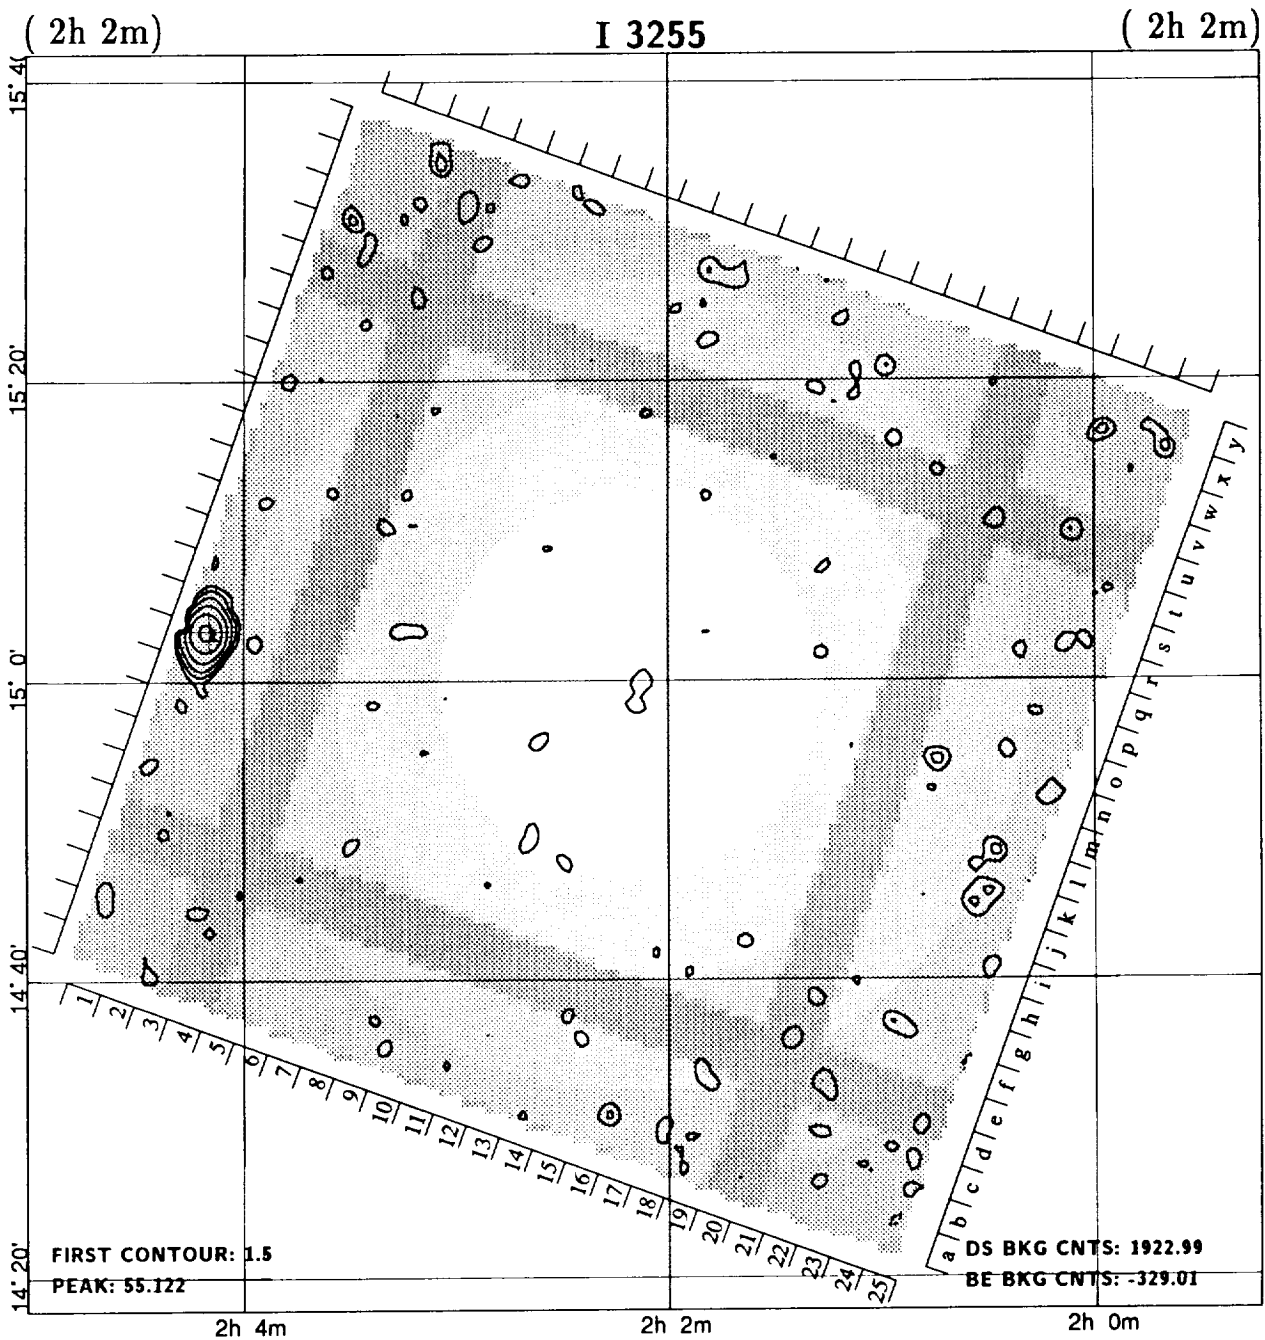 ( 2h 2m) I 3255 ( 2h 2m)
15° 40'
15° 20'
15° 0'
14° 40'
14° 20'
y
x
w
v
u
t
s
r
q
p
o
n
m
l
k
j
i
h
g
f
e
d
c
b
a
1 2 3 4 5 6 7 8 9 10 11 12 13 14 15 16 17 18 19 20 21 22 23 24 25
FIRST CONTOUR: 1.5
PEAK: 55.122
DS BKG CNTS: 1922.99
BE BKG CNTS: -329.01
2h 4m 2h 2m 2h 0m